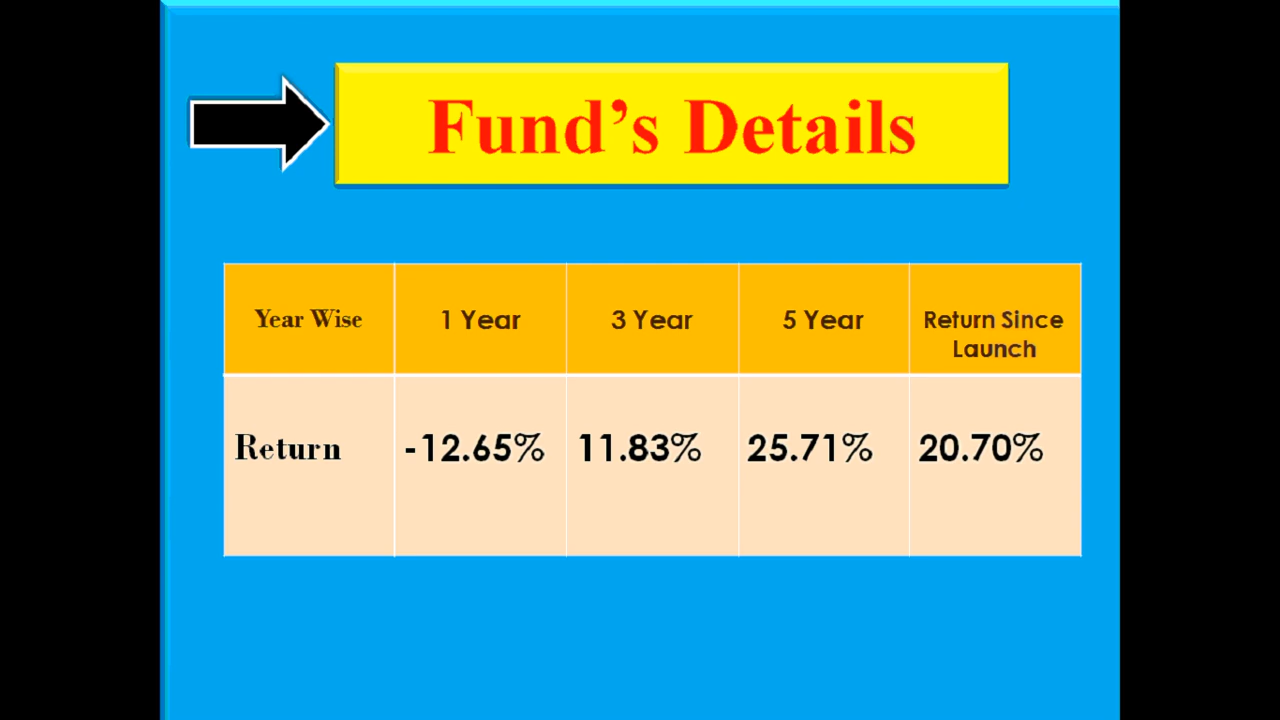 Fund’s Details
Year Wise 1 Year 3 Year 5 Year Return Since
Launch
Return -12.65% 11.83% 25.71% 20.70%